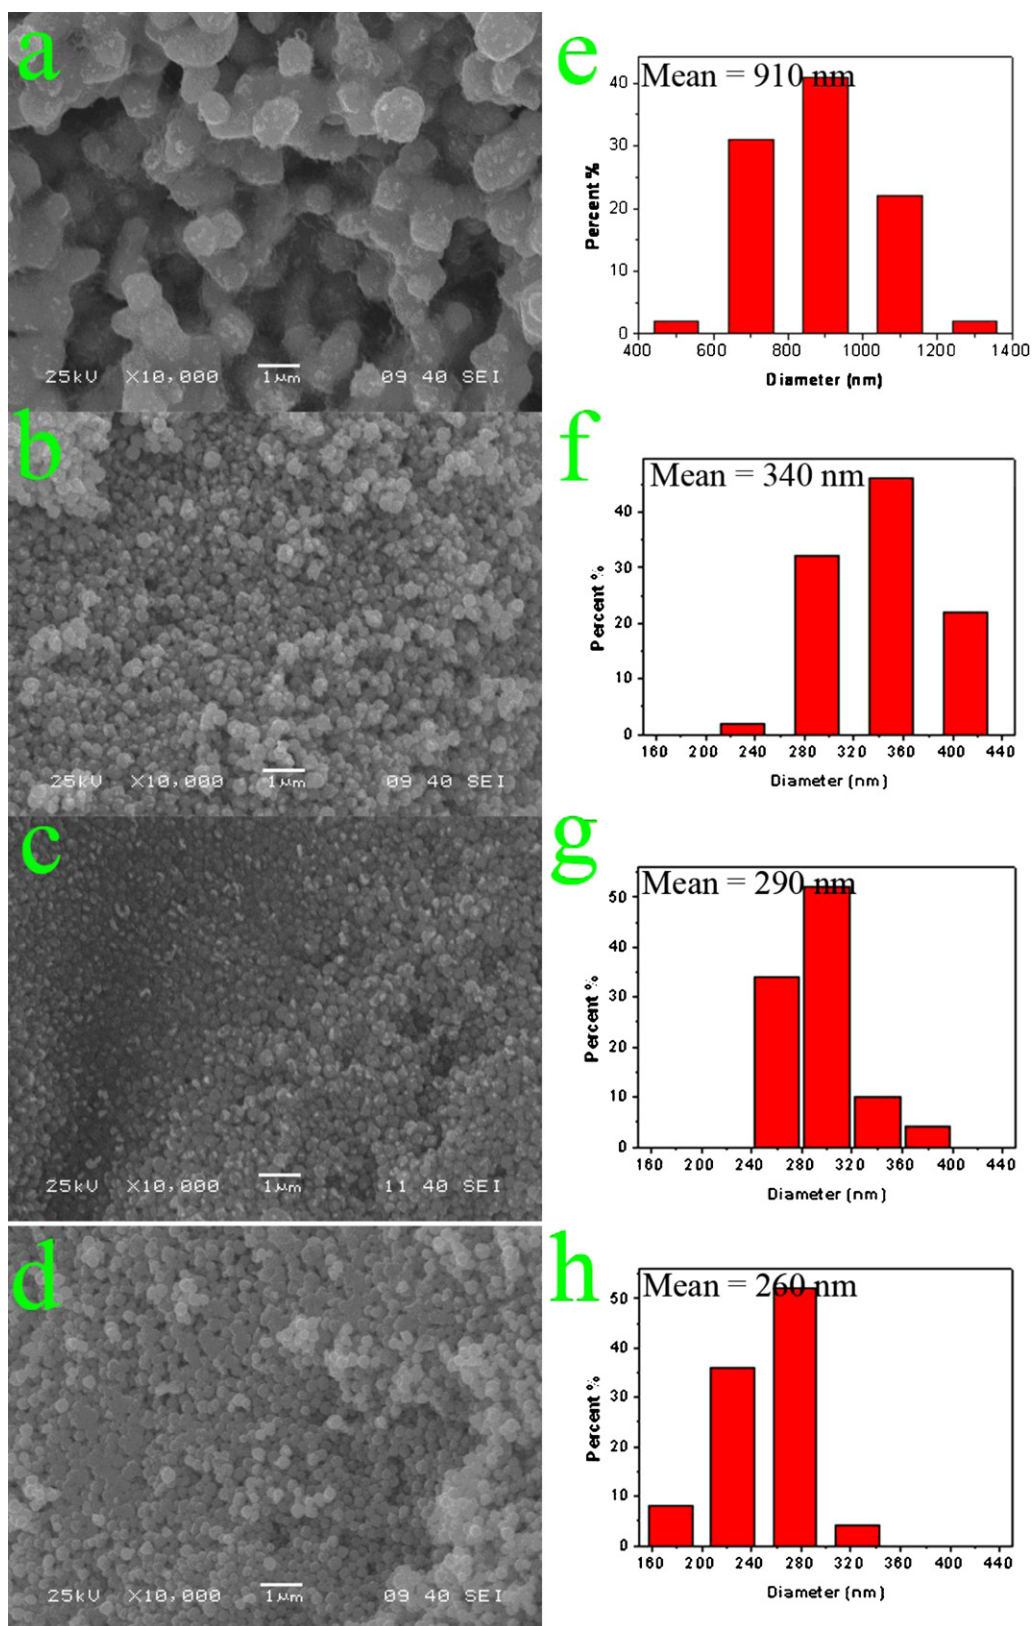 a
25kV X10,000 1µm 09 40 SEI
e
Mean = 910 nm
Percent %
40
30
20
10
0
400 600 800 1000 1200 1400
Diameter (nm)
b
25kV X10,000 1µm 09 40 SEI
f
Mean = 340 nm
Percent %
40
30
20
10
0
160 200 240 280 320 360 400 440
Diameter (nm)
c
25kV X10,000 1µm 11 40 SEI
g
Mean = 290 nm
Percent %
50
40
30
20
10
0
160 200 240 280 320 360 400 440
Diameter (nm)
d
25kV X10,000 1µm 09 40 SEI
h
Mean = 260 nm
Percent %
50
40
30
20
10
0
160 200 240 280 320 360 400 440
Diameter (nm)